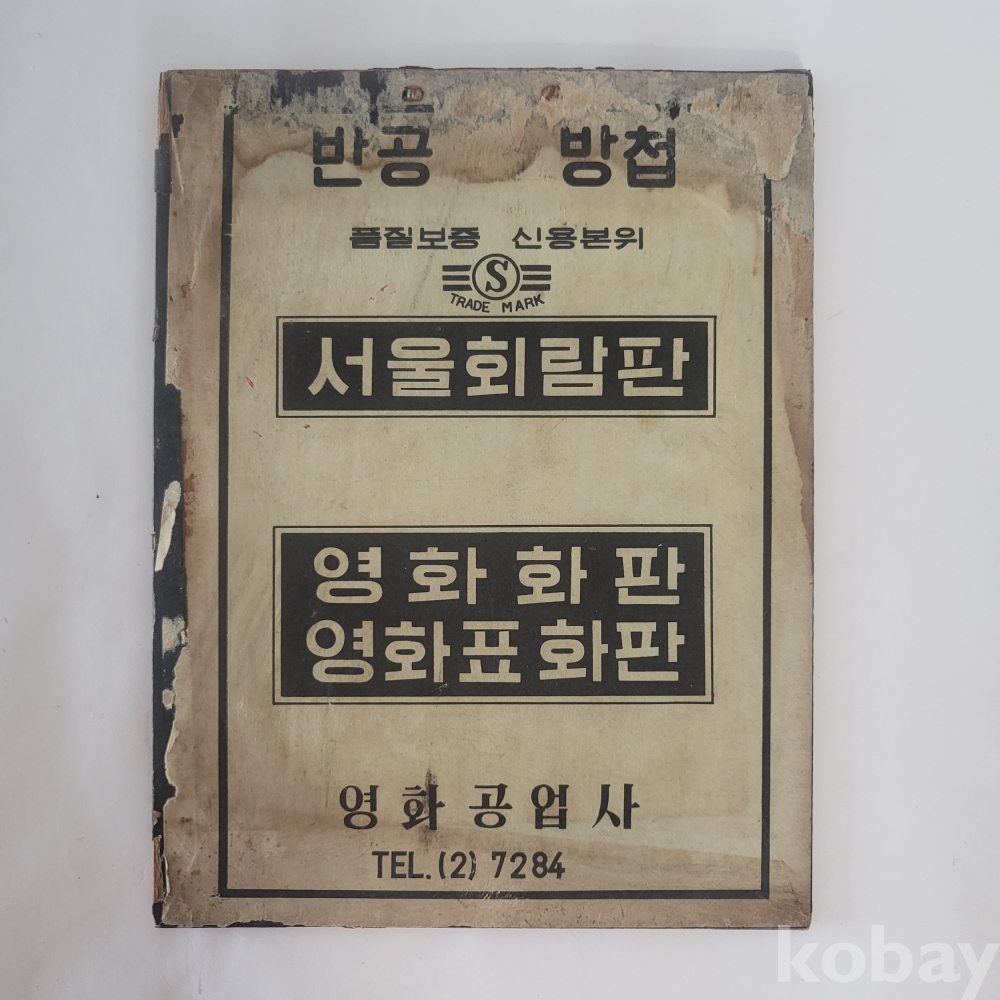 반공 방첩
품질보증 신용본위
S
TRADE MARK
서울회람판
영화화판
영화표화판
영화공업사
TEL. (2) 7284
kobay